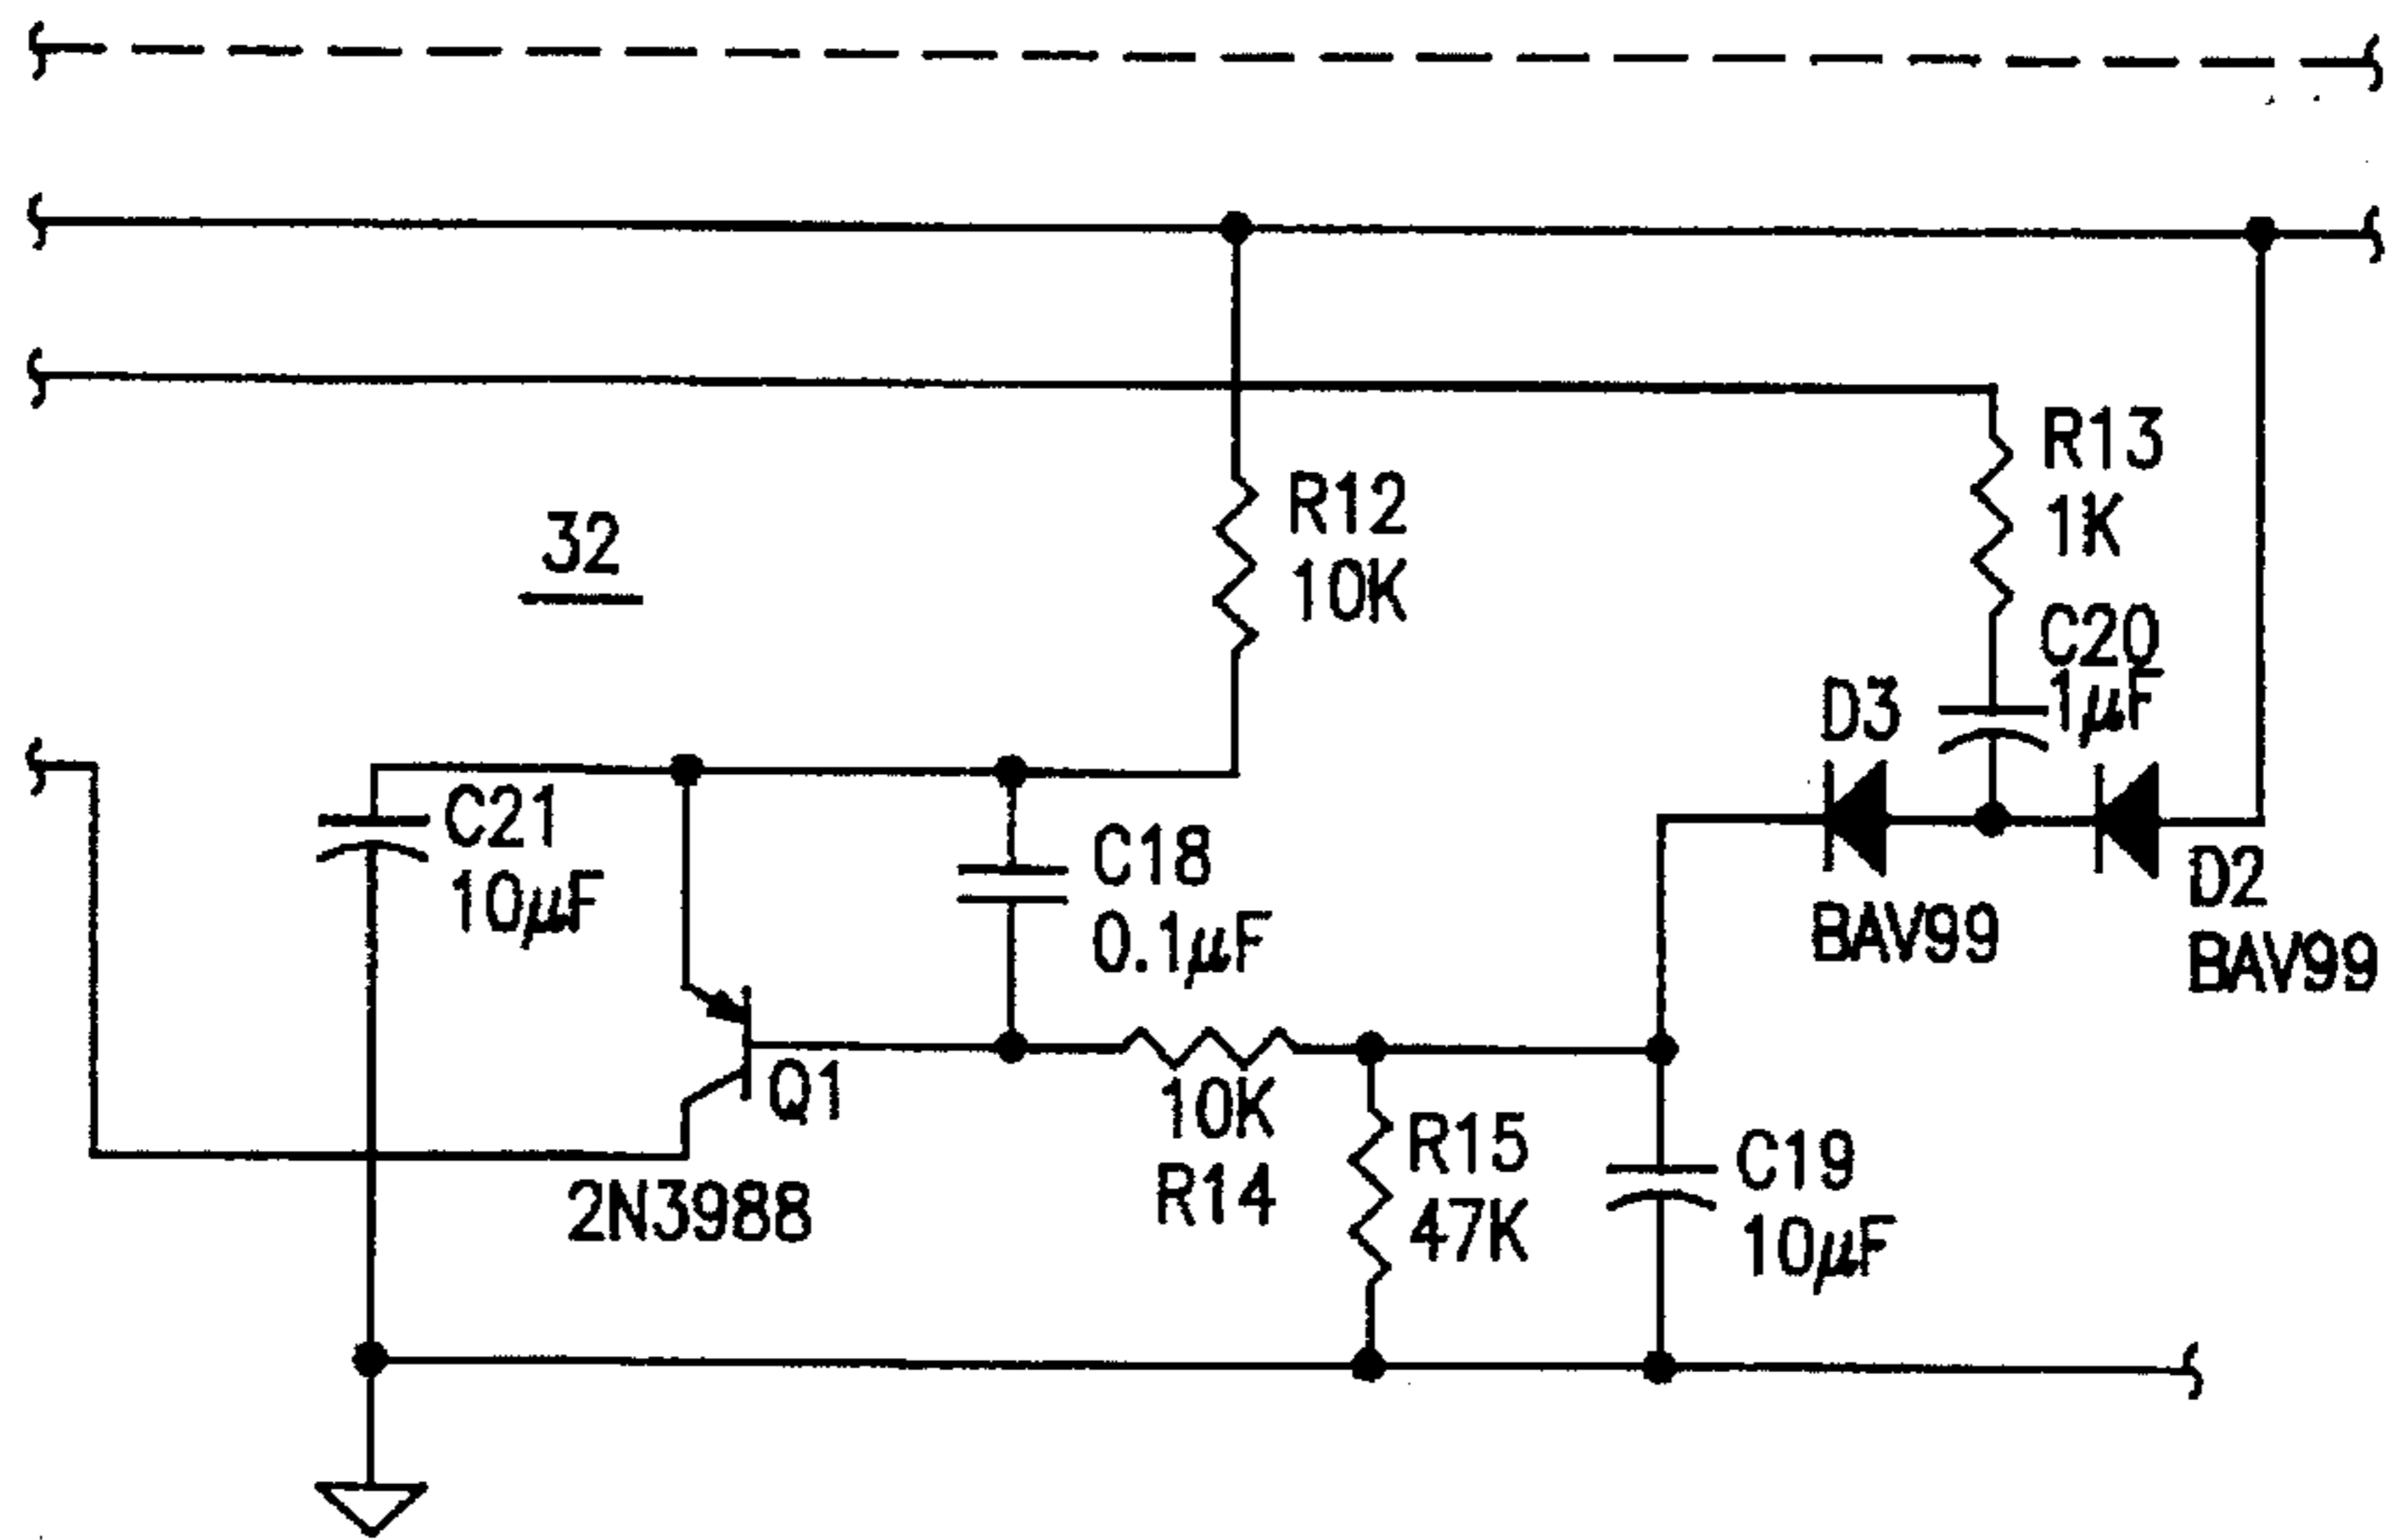 R13
1K
R12
10K
32
C20
1μF
D3
C21
10μF
C18
0.1μF
D2
BAV99
BAV99
Q1
10K
R14
R15
47K
C19
10μF
2N3988